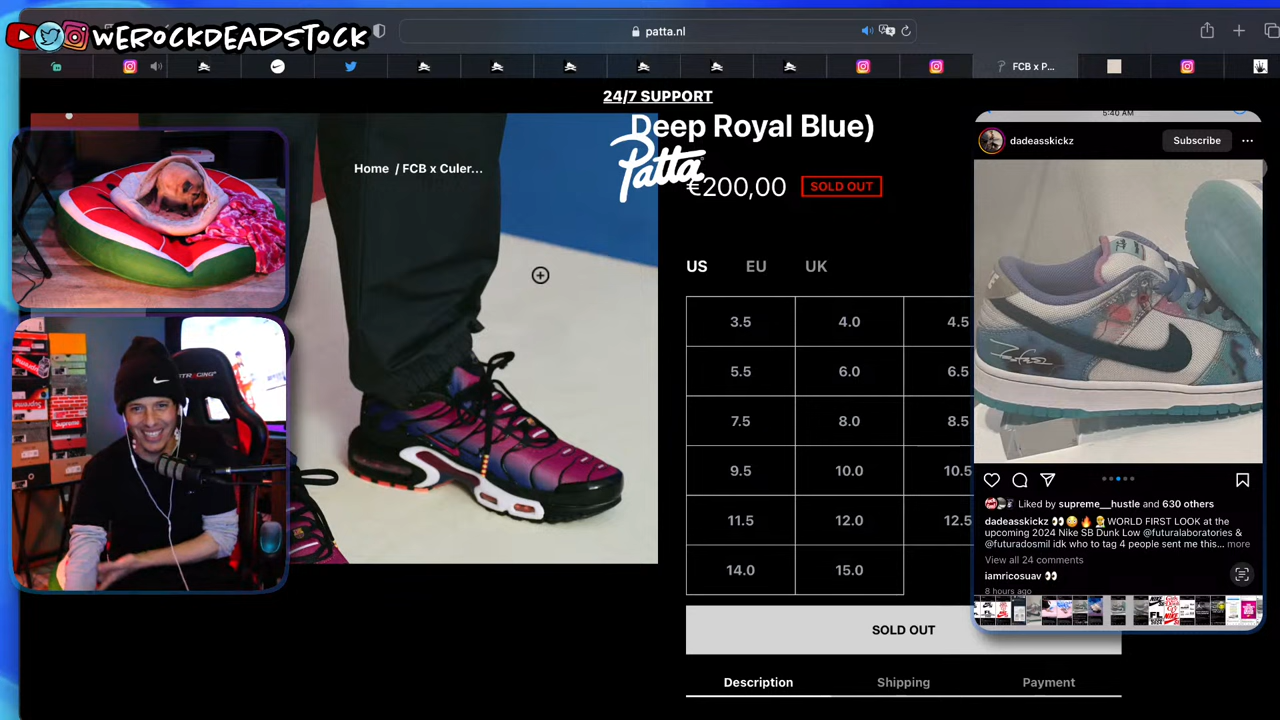 WEROCKDEADSTOCK
patta.nl
FCB x P...
24/7 SUPPORT
Deep Royal Blue)
Patta
Home / FCB x Culer...
€200,00 SOLD OUT
US EU UK
3.5 4.0 4.5
5.5 6.0 6.5
7.5 8.0 8.5
9.5 10.0 10.5
11.5 12.0 12.5
14.0 15.0
SOLD OUT
Description Shipping Payment
5:40 AM
dadeasskickz Subscribe
Liked by supreme__hustle and 630 others
dadeasskickz 👀😳🔥 WORLD FIRST LOOK at the
upcoming 2024 Nike SB Dunk Low @futuralaboratories &
@futuradosmil idk who to tag 4 people sent me this... more
View all 24 comments
iamricosuav 👀
8 hours ago